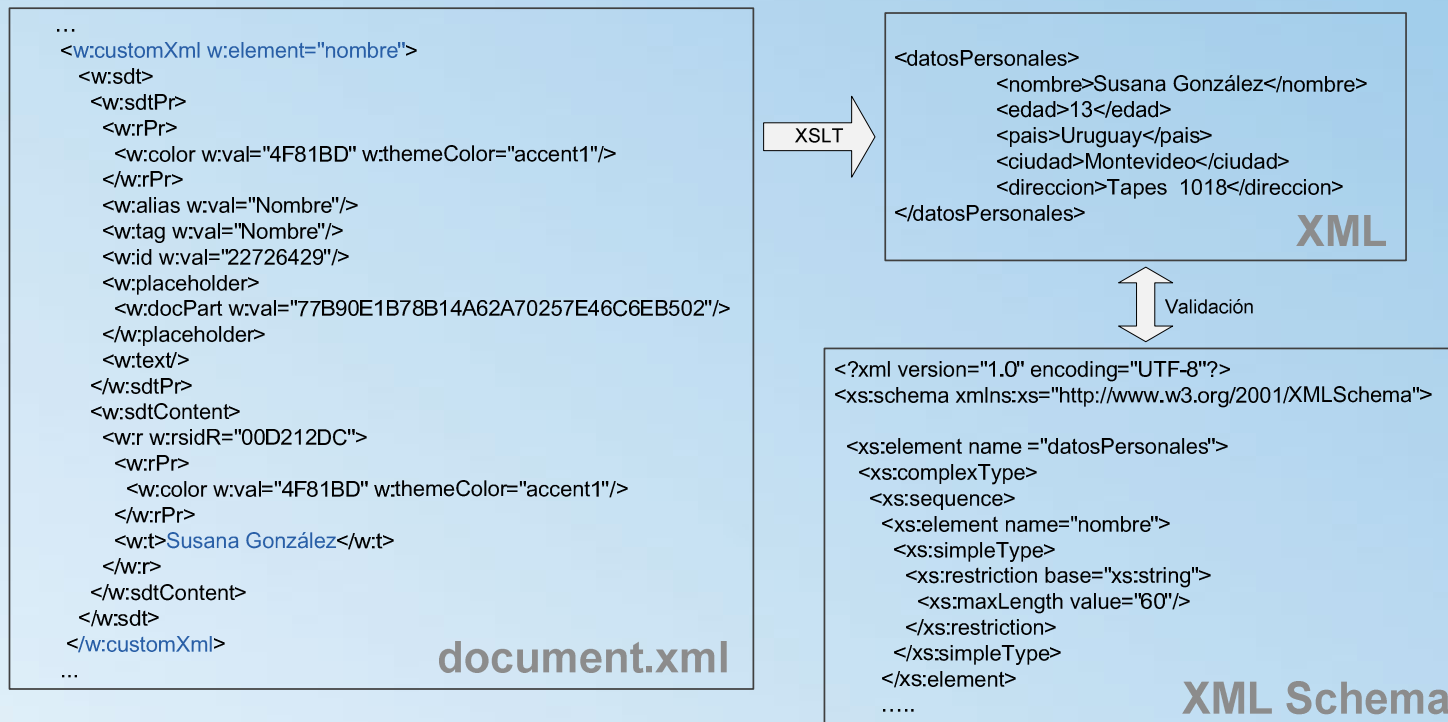 ...
<w:customXml w:element="nombre">
<w:sdt>
<w:sdtPr>
<w:rPr>
<w:color w:val="4F81BD" w:themeColor="accent1"/>
</w:rPr>
<w:alias w:val="Nombre"/>
<w:tag w:val="Nombre"/>
<w:id w:val="22726429"/>
<w:placeholder>
<w:docPart w:val="77B90E1B78B14A62A70257E46C6EB502"/>
</w:placeholder>
<w:text/>
</w:sdtPr>
<w:sdtContent>
<w:r w:rsidR="00D212DC">
<w:rPr>
<w:color w:val="4F81BD" w:themeColor="accent1"/>
</w:rPr>
<w:t>Susana González</w:t>
</w:r>
</w:sdtContent>
</w:sdt>
</w:customXml>
...
document.xml
XSLT
<datosPersonales>
<nombre>Susana González</nombre>
<edad>13</edad>
<pais>Uruguay</pais>
<ciudad>Montevideo</ciudad>
<direccion>Tapes 1018</direccion>
</datosPersonales>
XML
Validación
<?xml version="1.0" encoding="UTF-8"?>
<xs:schema xmlns:xs="http://www.w3.org/2001/XMLSchema">
<xs:element name ="datosPersonales">
<xs:complexType>
<xs:sequence>
<xs:element name="nombre">
<xs:simpleType>
<xs:restriction base="xs:string">
<xs:maxLength value="60"/>
</xs:restriction>
</xs:simpleType>
</xs:element>
.....
XML Schema